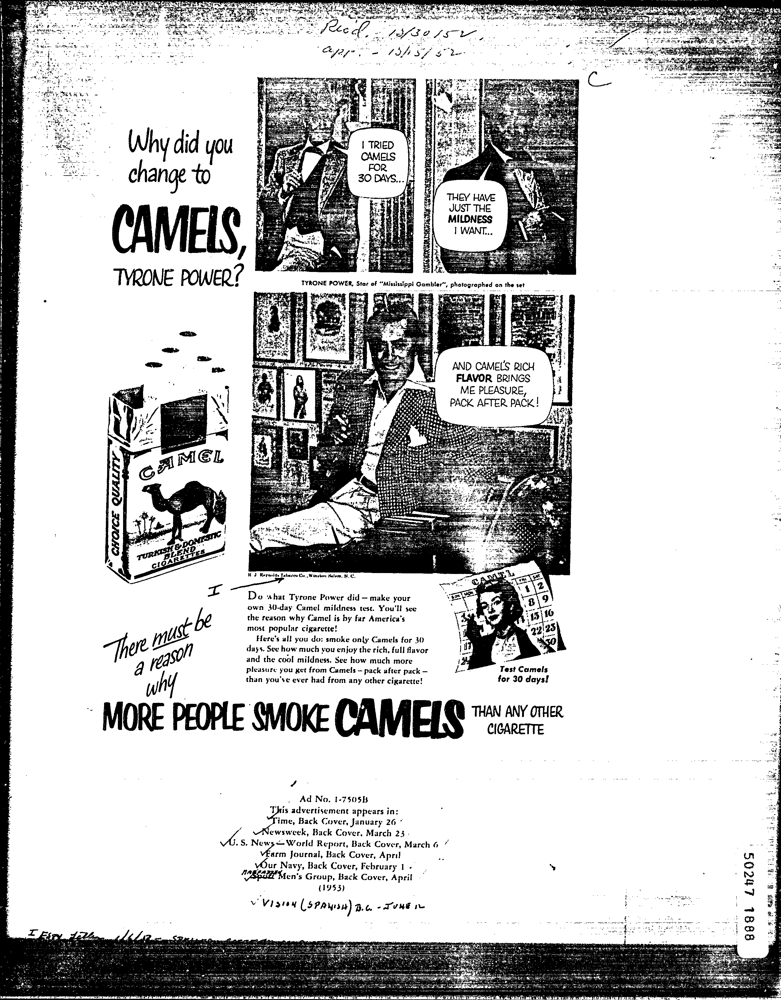 Recd. - 12/30/52.
app. - 12/15/52
C
Why did you
change to
CAMELS,
TYRONE POWER?
I TRIED
CAMELS
FOR
30 DAYS...
THEY HAVE
JUST THE
MILDNESS
I WANT...
TYRONE POWER, Star of "Mississippi Gambler", photographed on the set
AND CAMEL'S RICH
FLAVOR BRINGS
ME PLEASURE,
PACK AFTER PACK!
CAMEL
CHOICE QUALITY
TURKISH & DOMESTIC
BLEND
CIGARETTES
R. J. Reynolds Tobacco Co., Winston-Salem, N. C.
I
Do what Tyrone Power did — make your
own 30-day Camel mildness test. You'll see
the reason why Camel is by far America's
most popular cigarette!
Here's all you do: smoke only Camels for 30
days. See how much you enjoy the rich, full flavor
and the cool mildness. See how much more
pleasure you get from Camels — pack after pack —
than you've ever had from any other cigarette!
CAMEL
1 2
8 9
15 16
22 23
30
Test Camels
for 30 days!
There must be
a reason
why
MORE PEOPLE SMOKE CAMELS THAN ANY OTHER
CIGARETTE
Ad No. 1-7505B
This advertisement appears in:
Time, Back Cover, January 26
Newsweek, Back Cover, March 23
U. S. News — World Report, Back Cover, March 6
Farm Journal, Back Cover, April
Our Navy, Back Cover, February 1
Men's Group, Back Cover, April
(1953)
VISION (SPANISH) B.C. - JUNE 12
50247 1888